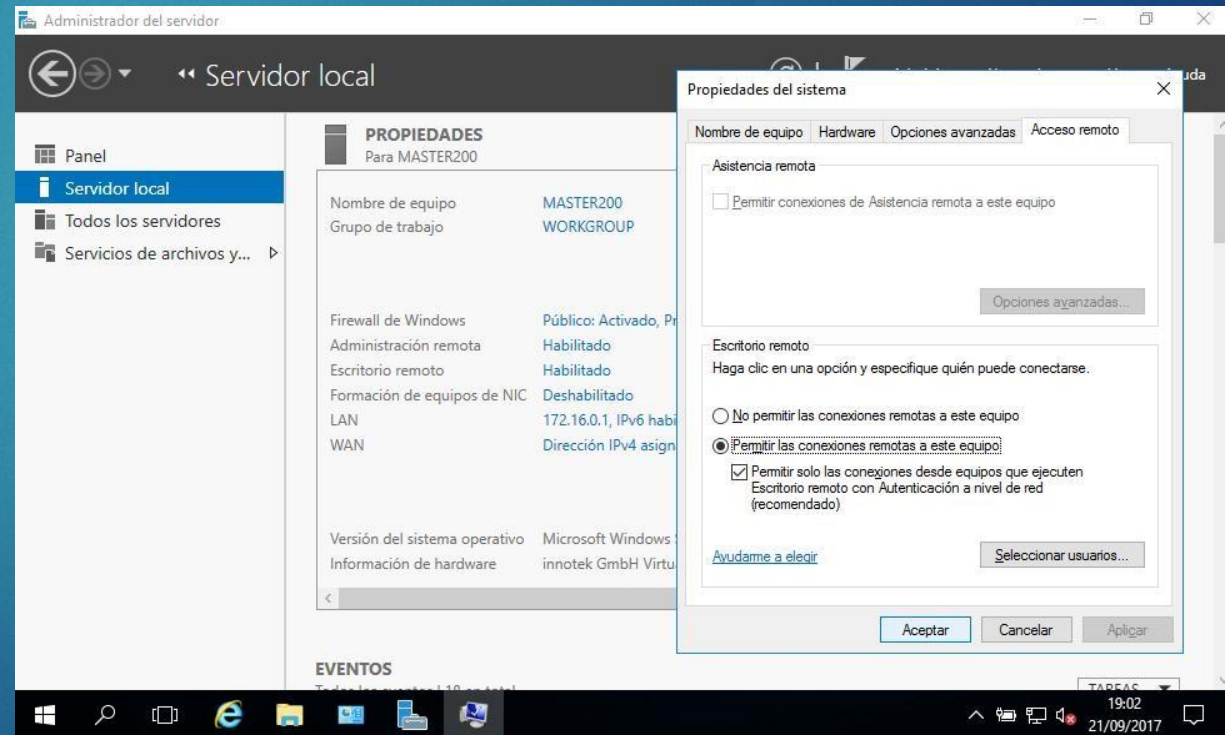 Administrador del servidor
Servidor local
uda
Panel
Servidor local
Todos los servidores
Servicios de archivos y...
PROPIEDADES
Para MASTER200
Nombre de equipo MASTER200
Grupo de trabajo WORKGROUP
Firewall de Windows Público: Activado, Pr
Administración remota Habilitado
Escritorio remoto Habilitado
Formación de equipos de NIC Deshabilitado
LAN 172.16.0.1, IPv6 habi
WAN Dirección IPv4 asign
Versión del sistema operativo Microsoft Windows
Información de hardware innotek GmbH Virtu
EVENTOS
Todos los eventos | 18 en total
TAREAS
Propiedades del sistema
Nombre de equipo Hardware Opciones avanzadas Acceso remoto
Asistencia remota
Permitir conexiones de Asistencia remota a este equipo
Opciones avanzadas...
Escritorio remoto
Haga clic en una opción y especifique quién puede conectarse.
No permitir las conexiones remotas a este equipo
Permitir las conexiones remotas a este equipo
Permitir solo las conexiones desde equipos que ejecuten
Escritorio remoto con Autenticación a nivel de red
(recomendado)
Ayudarme a elegir
Seleccionar usuarios...
Aceptar Cancelar Aplicar
19:02
21/09/2017